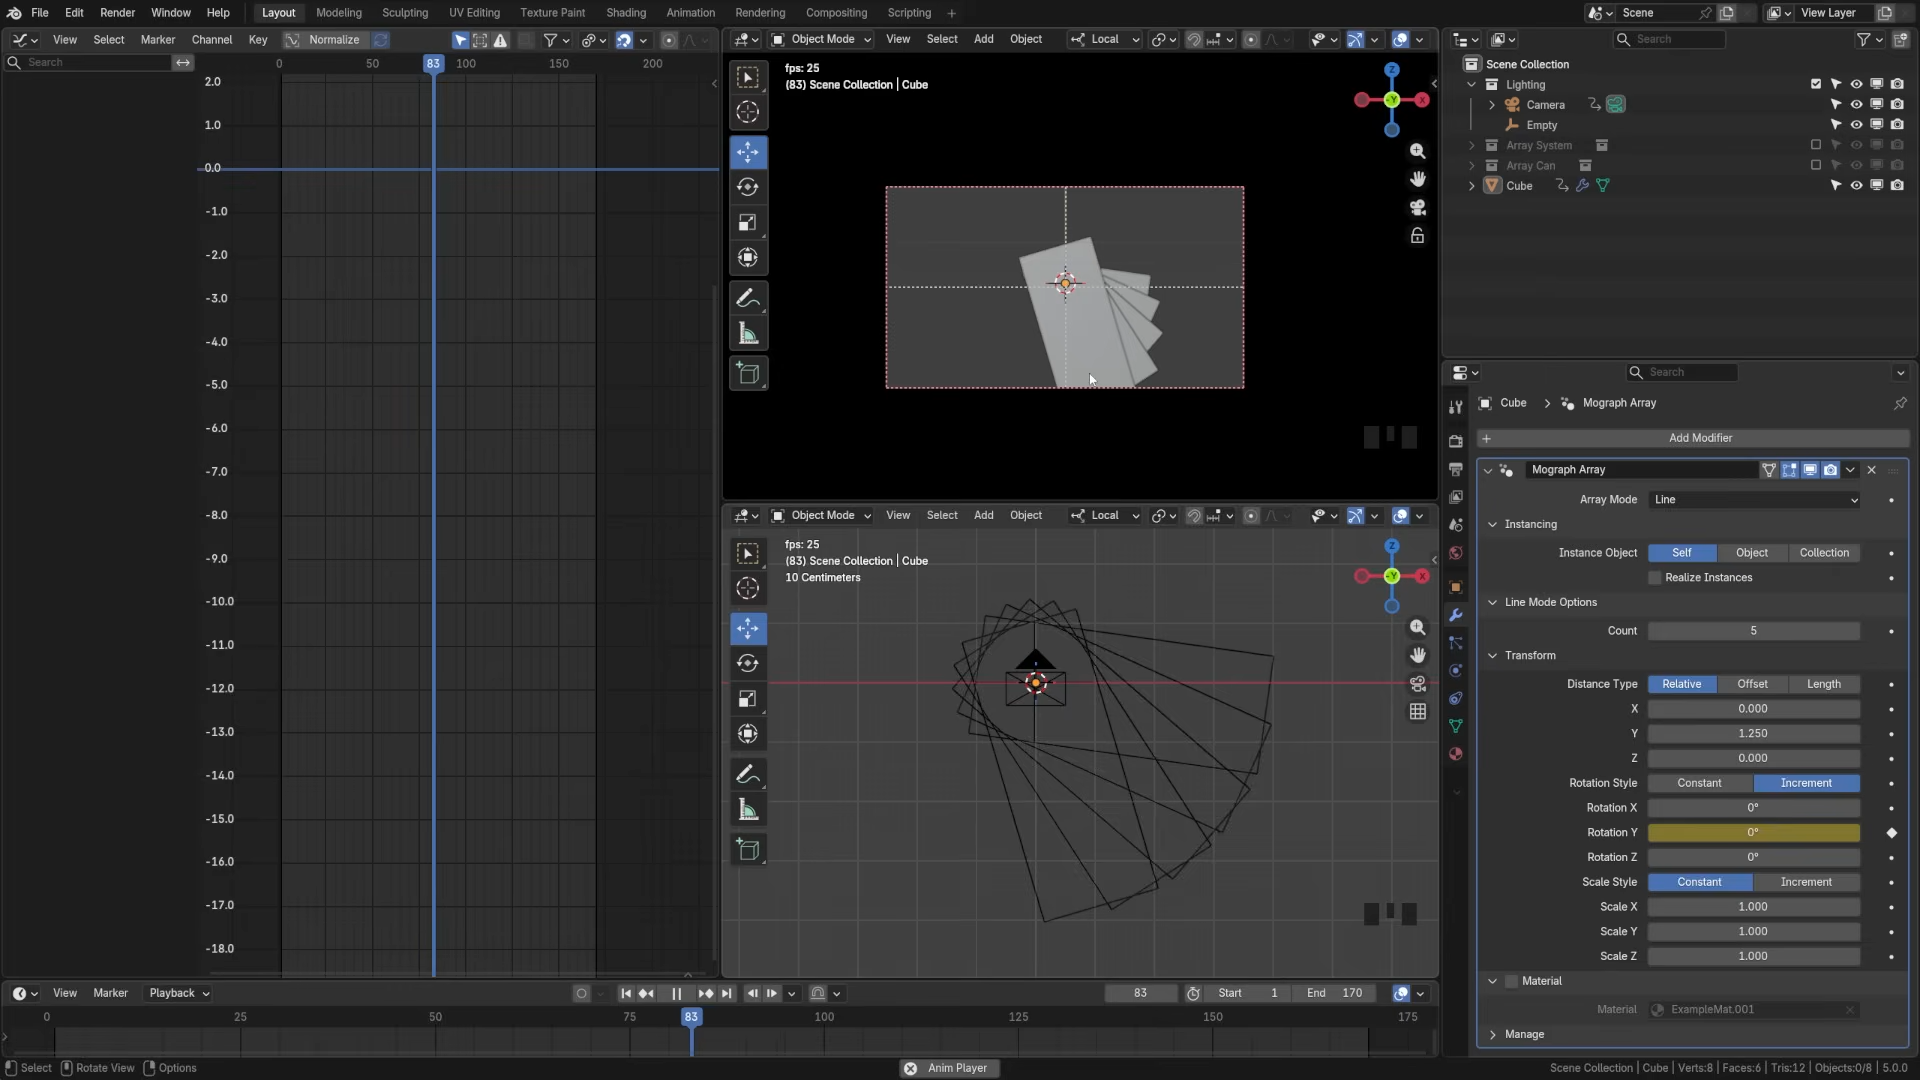 File Edit Render Window Help Layout Modeling Sculpting UV Editing Texture Paint Shading Animation Rendering Compositing Scripting + Scene View Layer
View Select Marker Channel Key Normalize
Search
0 50 83 100 150 200
2.0
1.0
0.0
-1.0
-2.0
-3.0
-4.0
-5.0
-6.0
-7.0
-8.0
-9.0
-10.0
-11.0
-12.0
-13.0
-14.0
-15.0
-16.0
-17.0
-18.0
Object Mode View Select Add Object Local
fps: 25
(83) Scene Collection | Cube
Z
Y
X
Object Mode View Select Add Object Local
fps: 25
(83) Scene Collection | Cube
10 Centimeters
Z
Y
X
Search
Scene Collection
Lighting
Camera
Empty
Array System
Array Can
Cube
Search
Cube > Mograph Array
+ Add Modifier
Mograph Array
Array Mode Line
Instancing
Instance Object Self Object Collection
Realize Instances
Line Mode Options
Count 5
Transform
Distance Type Relative Offset Length
X 0.000
Y 1.250
Z 0.000
Rotation Style Constant Increment
Rotation X 0°
Rotation Y 0°
Rotation Z 0°
Scale Style Constant Increment
Scale X 1.000
Scale Y 1.000
Scale Z 1.000
Material
Material ExampleMat.001
Manage
View Marker Playback 83 Start 1 End 170
0 25 50 75 83 100 125 150 175
Select Rotate View Options Anim Player Scene Collection | Cube | Verts:8 | Faces:6 | Tris:12 | Objects:0/8 | 5.0.0